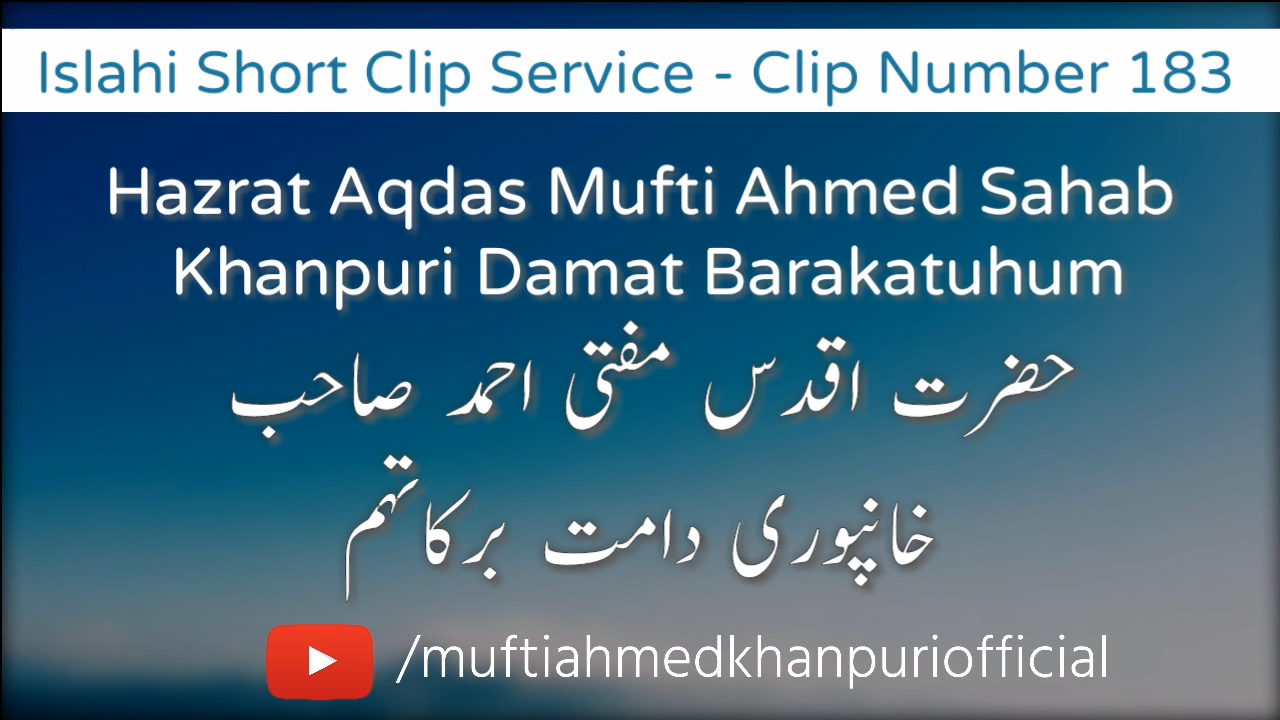 Islahi Short Clip Service - Clip Number 183
Hazrat Aqdas Mufti Ahmed Sahab
Khanpuri Damat Barakatuhum
حضرت اقدس مفتی احمد صاحب
خانپوری دامت برکاتہم
/muftiahmedkhanpuriofficial